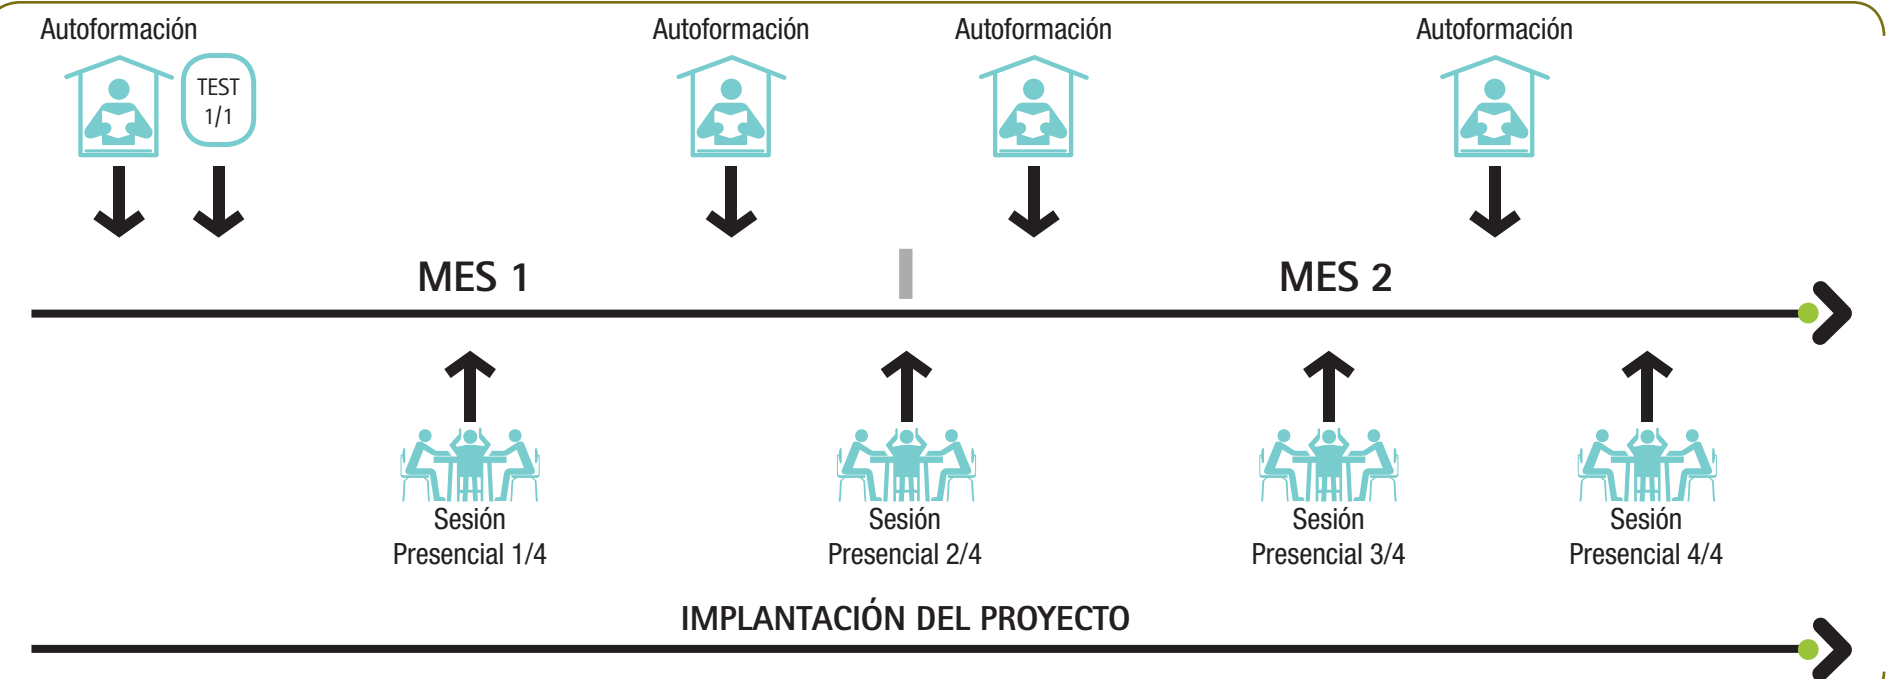 Autoformación
Autoformación
Autoformación
Autoformación
TEST
1/1
MES 1
MES 2
Sesión
Presencial 1/4
Sesión
Presencial 2/4
Sesión
Presencial 3/4
Sesión
Presencial 4/4
IMPLANTACIÓN DEL PROYECTO